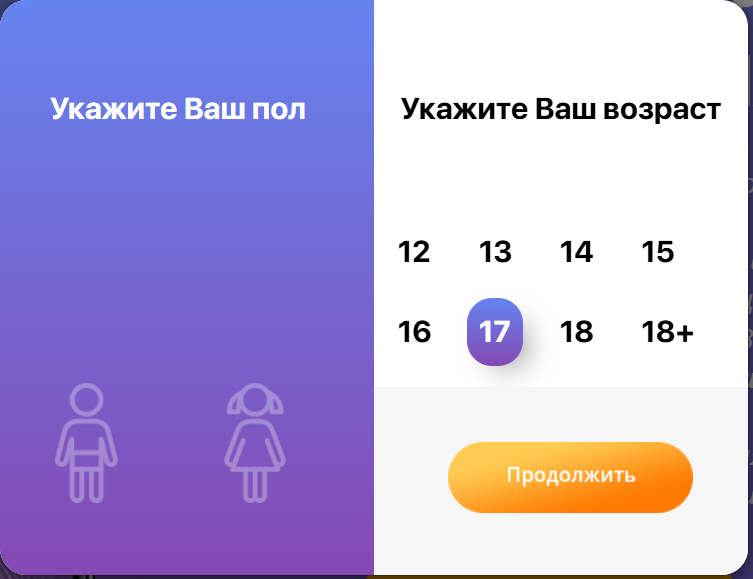 Укажите Ваш пол
Укажите Ваш возраст
12 13 14 15
16 17 18 18+
Продолжить